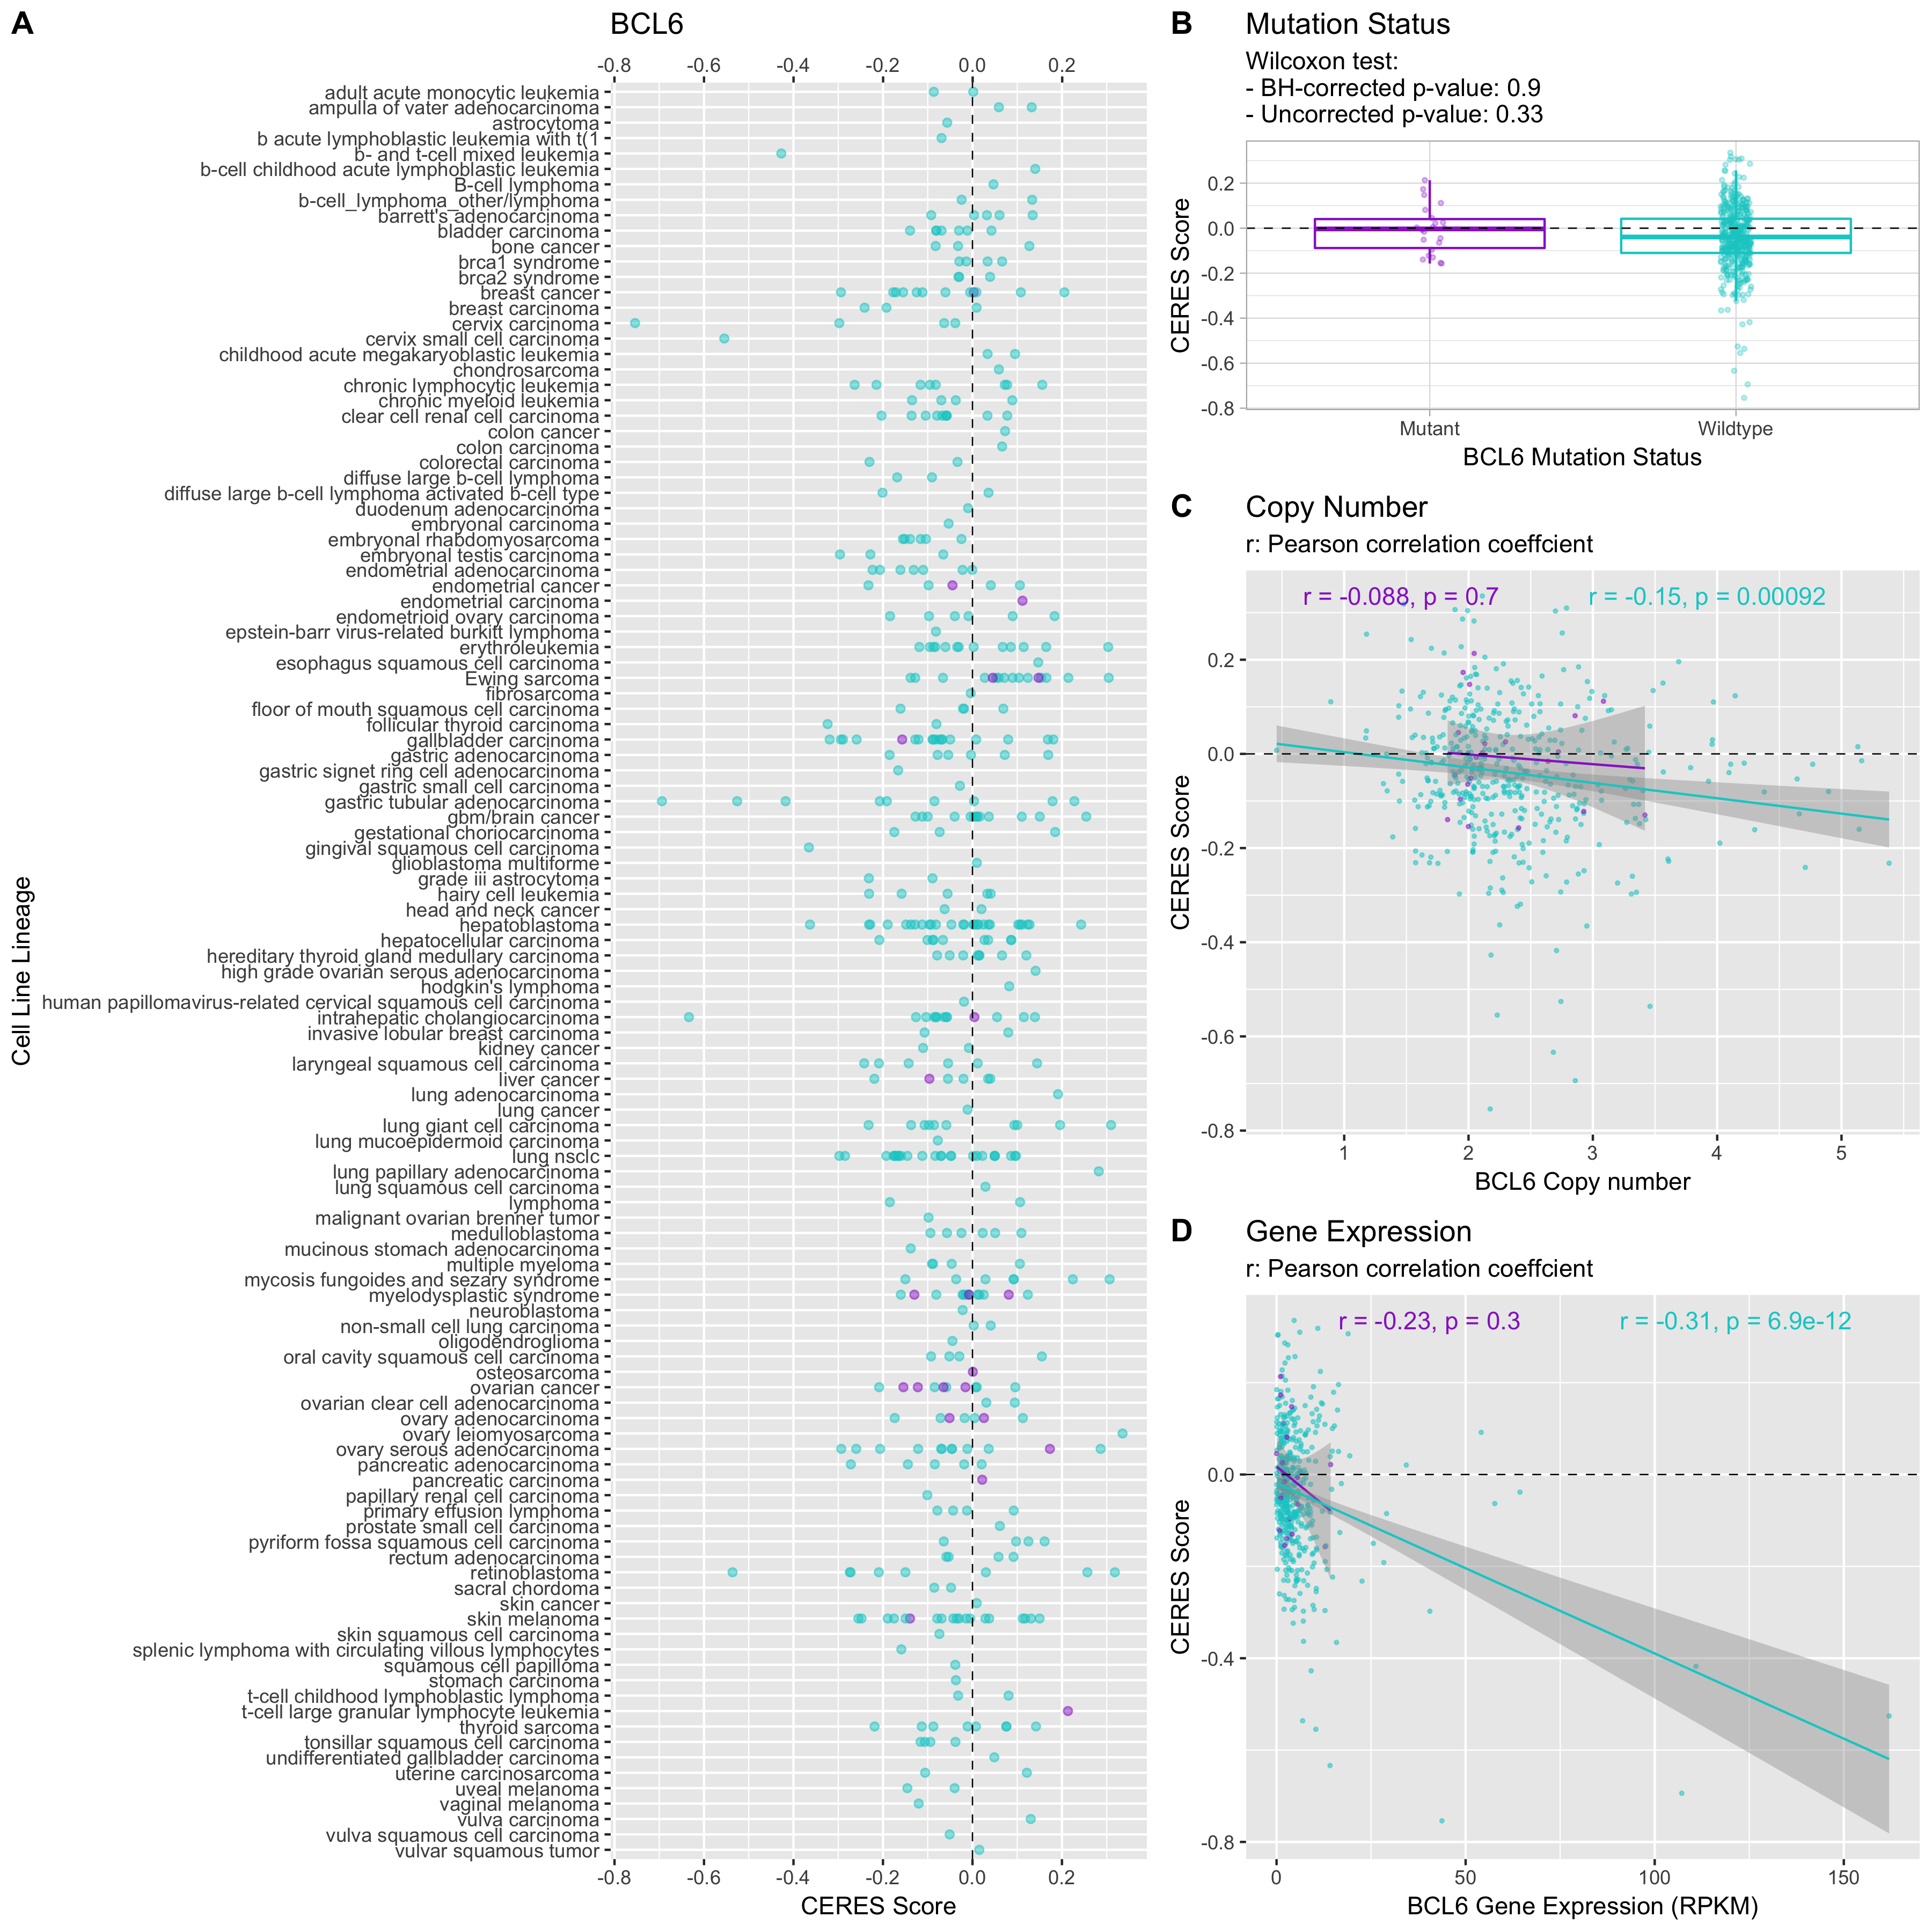 A
BCL6
-0.8 -0.6 -0.4 -0.2 0.0 0.2
Cell Line Lineage
adult acute monocytic leukemia
ampulla of vater adenocarcinoma
astrocytoma
b acute lymphoblastic leukemia with t(1
b- and t-cell mixed leukemia
b-cell childhood acute lymphoblastic leukemia
B-cell lymphoma
b-cell_lymphoma_other/lymphoma
barrett's adenocarcinoma
bladder carcinoma
bone cancer
brca1 syndrome
brca2 syndrome
breast cancer
breast carcinoma
cervix carcinoma
cervix small cell carcinoma
childhood acute megakaryoblastic leukemia
chondrosarcoma
chronic lymphocytic leukemia
chronic myeloid leukemia
clear cell renal cell carcinoma
colon cancer
colon carcinoma
colorectal carcinoma
diffuse large b-cell lymphoma
diffuse large b-cell lymphoma activated b-cell type
duodenum adenocarcinoma
embryonal carcinoma
embryonal rhabdomyosarcoma
embryonal testis carcinoma
endometrial adenocarcinoma
endometrial cancer
endometrial carcinoma
endometrioid ovary carcinoma
epstein-barr virus-related burkitt lymphoma
erythroleukemia
esophagus squamous cell carcinoma
Ewing sarcoma
fibrosarcoma
floor of mouth squamous cell carcinoma
follicular thyroid carcinoma
gallbladder carcinoma
gastric adenocarcinoma
gastric signet ring cell adenocarcinoma
gastric small cell carcinoma
gastric tubular adenocarcinoma
gbm/brain cancer
gestational choriocarcinoma
gingival squamous cell carcinoma
glioblastoma multiforme
grade iii astrocytoma
hairy cell leukemia
head and neck cancer
hepatoblastoma
hepatocellular carcinoma
hereditary thyroid gland medullary carcinoma
high grade ovarian serous adenocarcinoma
hodgkin's lymphoma
human papillomavirus-related cervical squamous cell carcinoma
intrahepatic cholangiocarcinoma
invasive lobular breast carcinoma
kidney cancer
laryngeal squamous cell carcinoma
liver cancer
lung adenocarcinoma
lung cancer
lung giant cell carcinoma
lung mucoepidermoid carcinoma
lung nsclc
lung papillary adenocarcinoma
lung squamous cell carcinoma
lymphoma
malignant ovarian brenner tumor
medulloblastoma
mucinous stomach adenocarcinoma
multiple myeloma
mycosis fungoides and sezary syndrome
myelodysplastic syndrome
neuroblastoma
non-small cell lung carcinoma
oligodendroglioma
oral cavity squamous cell carcinoma
osteosarcoma
ovarian cancer
ovarian clear cell adenocarcinoma
ovary adenocarcinoma
ovary leiomyosarcoma
ovary serous adenocarcinoma
pancreatic adenocarcinoma
pancreatic carcinoma
papillary renal cell carcinoma
primary effusion lymphoma
prostate small cell carcinoma
pyriform fossa squamous cell carcinoma
rectum adenocarcinoma
retinoblastoma
sacral chordoma
skin cancer
skin melanoma
skin squamous cell carcinoma
splenic lymphoma with circulating villous lymphocytes
squamous cell papilloma
stomach carcinoma
t-cell childhood lymphoblastic lymphoma
t-cell large granular lymphocyte leukemia
thyroid sarcoma
tonsillar squamous cell carcinoma
undifferentiated gallbladder carcinoma
uterine carcinosarcoma
uveal melanoma
vaginal melanoma
vulva carcinoma
vulva squamous cell carcinoma
vulvar squamous tumor
-0.8 -0.6 -0.4 -0.2 0.0 0.2
CERES Score
B
Mutation Status
Wilcoxon test:
- BH-corrected p-value: 0.9
- Uncorrected p-value: 0.33
CERES Score
0.2
0.0
-0.2
-0.4
-0.6
-0.8
Mutant Wildtype
BCL6 Mutation Status
C
Copy Number
r: Pearson correlation coeffcient
r = -0.088, p = 0.7 r = -0.15, p = 0.00092
CERES Score
0.2
0.0
-0.2
-0.4
-0.6
-0.8
1 2 3 4 5
BCL6 Copy number
D
Gene Expression
r: Pearson correlation coeffcient
r = -0.23, p = 0.3 r = -0.31, p = 6.9e-12
CERES Score
0.0
-0.4
-0.8
0 50 100 150
BCL6 Gene Expression (RPKM)